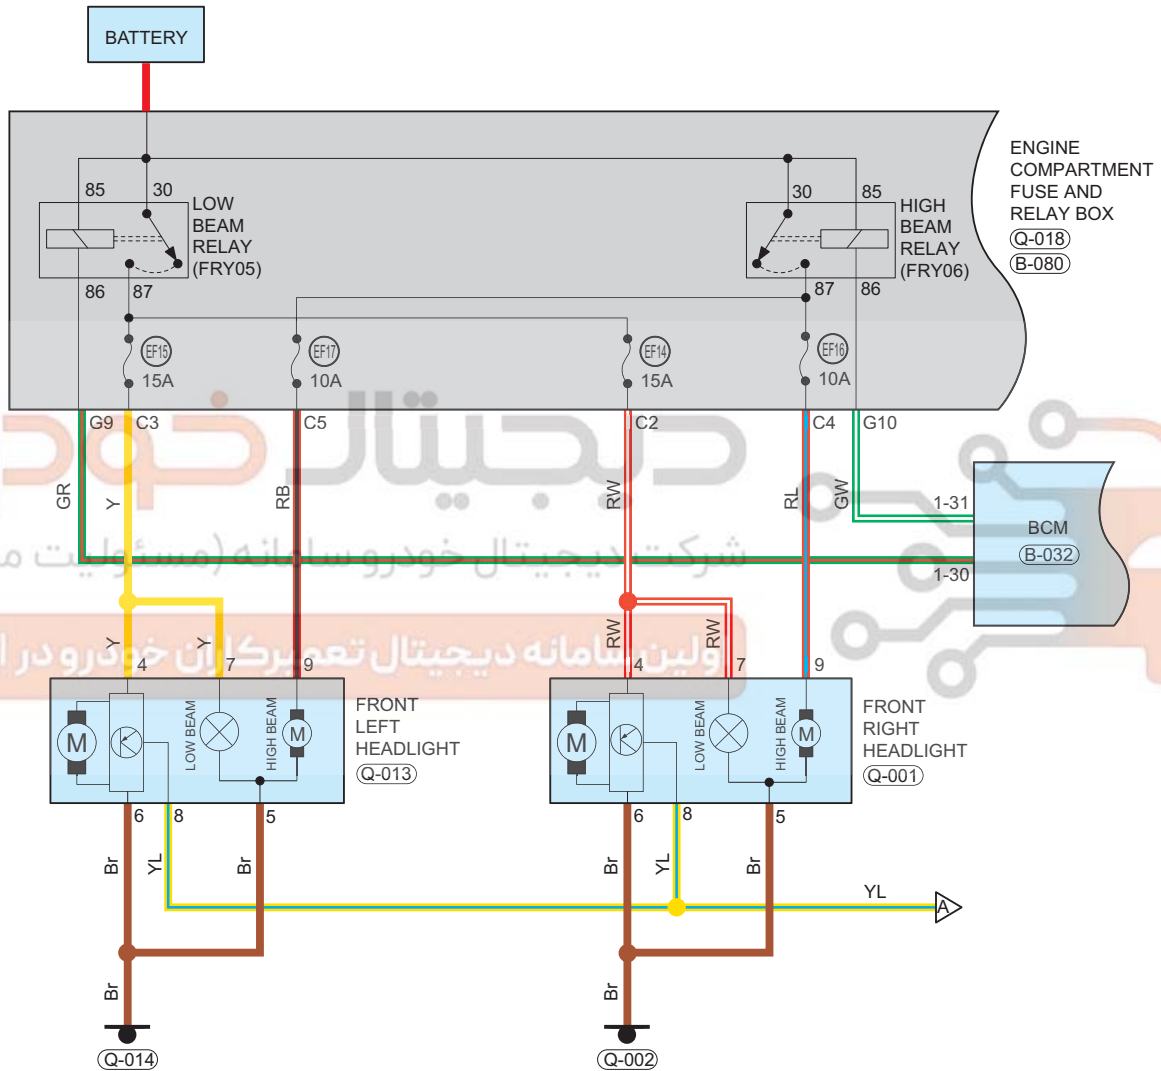 BATTERY
ENGINE
COMPARTMENT
FUSE AND
RELAY BOX
Q-018
B-080
85 30
LOW
BEAM
RELAY
(FRY05)
86 87
30 85
HIGH
BEAM
RELAY
(FRY06)
87 86
EF15
15A
EF17
10A
EF14
15A
EF16
10A
G9 C3 C5 C2 C4 G10
GR Y RB RW RL GW
دیجیتال خودر
شرکت دیجیتال خودرو سامانه (مسئولیت م
اولین سامانه دیجیتال تعمیرکاران خودرو در ا
1-31
BCM
B-032
1-30
Y Y RW RW
4 7 9 4 7 9
M LOW BEAM HIGH BEAM M
FRONT
LEFT
HEADLIGHT
Q-013
M LOW BEAM HIGH BEAM M
FRONT
RIGHT
HEADLIGHT
Q-001
6 8 5 6 8 5
Br YL Br Br YL Br
YL A
Br Br
Q-014 Q-002